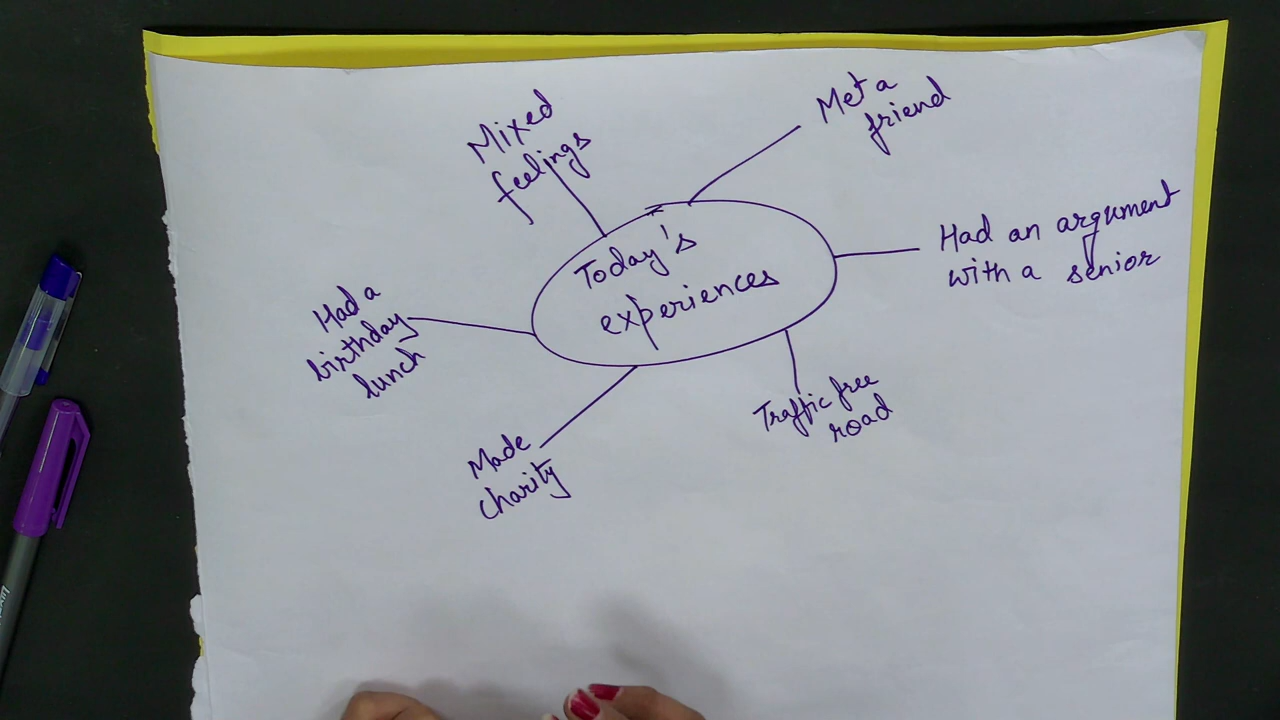 Mixed
feelings
Met a
friend
Had an argument
with a senior
Today's
experiences
Had a
birthday
lunch
Traffic free
road
Made
charity